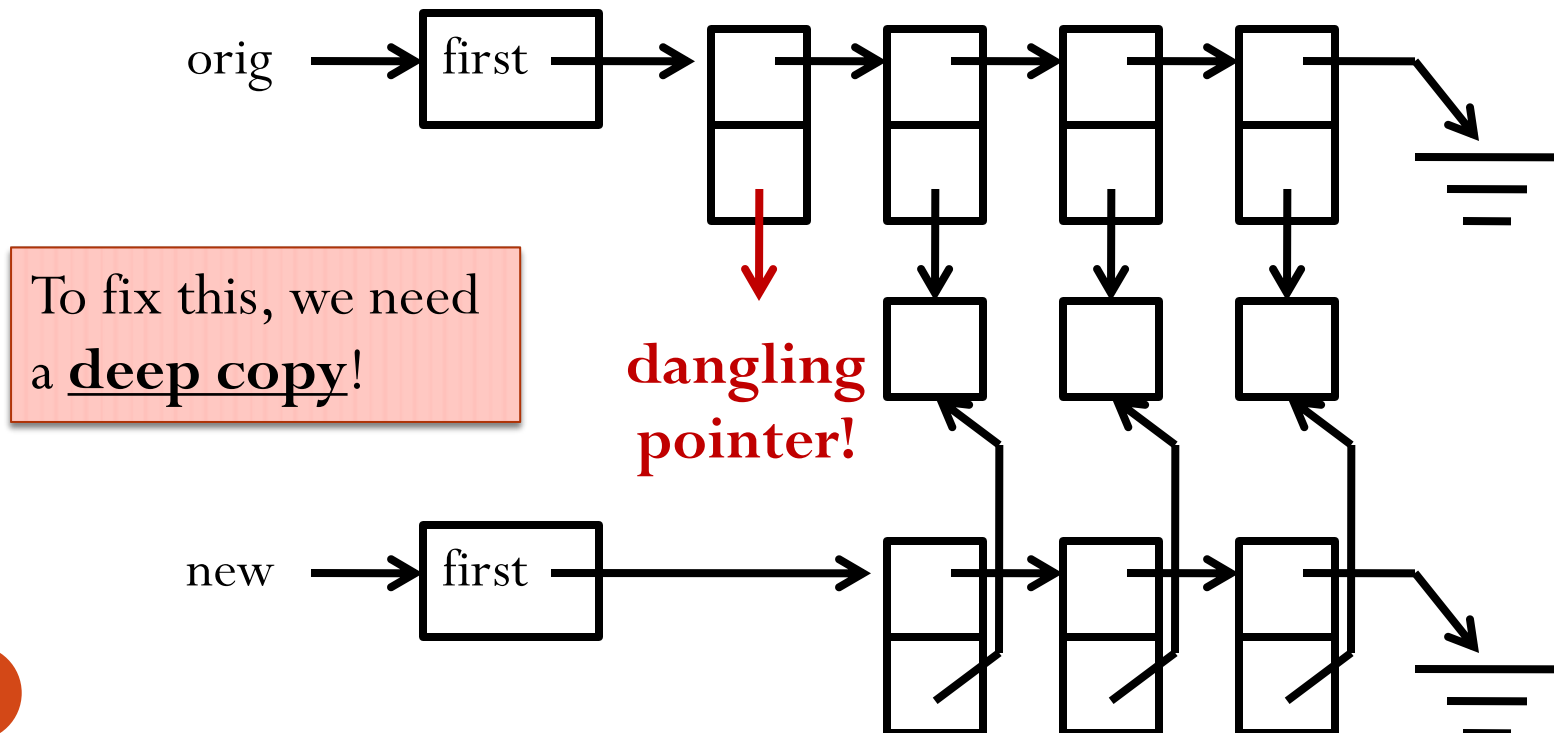 orig
first
To fix this, we need
a deep copy!
dangling
pointer!
new
first